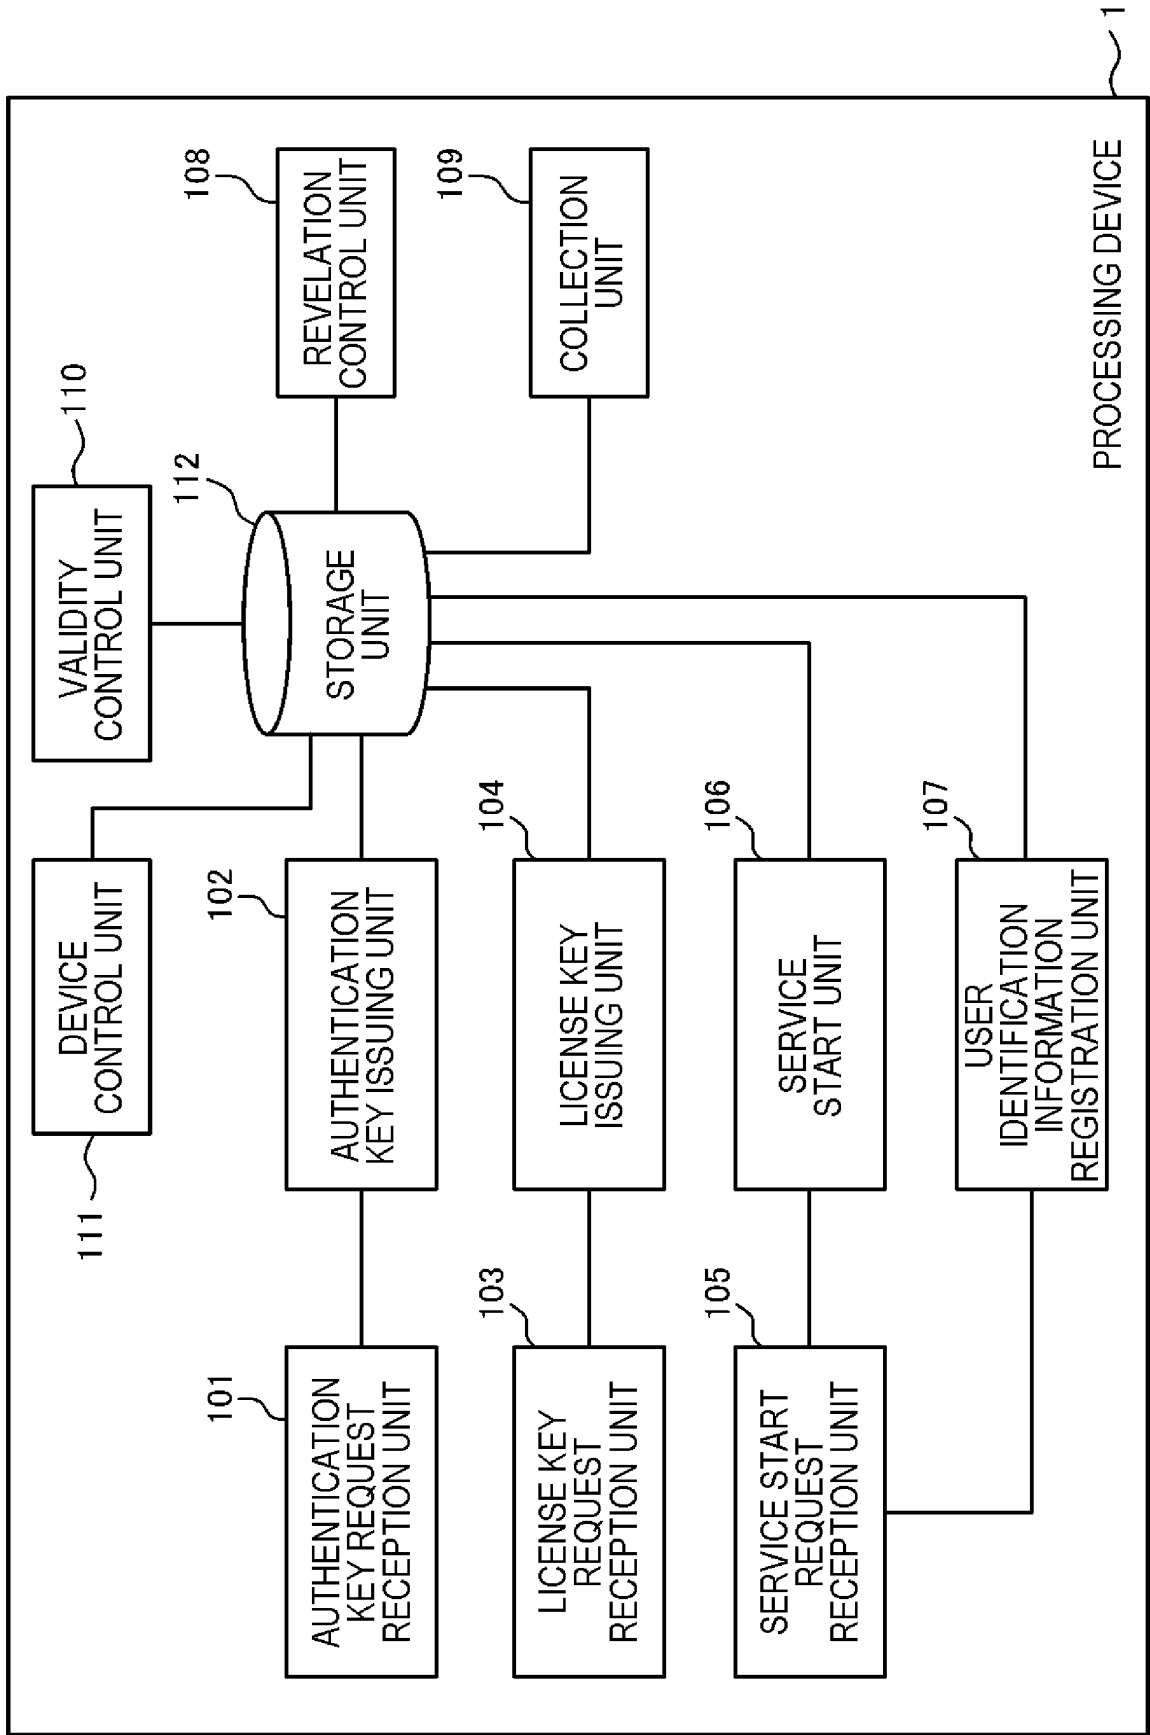 1
PROCESSING DEVICE
111
DEVICE
CONTROL UNIT
110
VALIDITY
CONTROL UNIT
101
AUTHENTICATION
KEY REQUEST
RECEPTION UNIT
102
AUTHENTICATION
KEY ISSUING UNIT
112
STORAGE
UNIT
108
REVELATION
CONTROL UNIT
103
LICENSE KEY
REQUEST
RECEPTION UNIT
104
LICENSE KEY
ISSUING UNIT
109
COLLECTION
UNIT
105
SERVICE START
REQUEST
RECEPTION UNIT
106
SERVICE
START UNIT
107
USER
IDENTIFICATION
INFORMATION
REGISTRATION UNIT